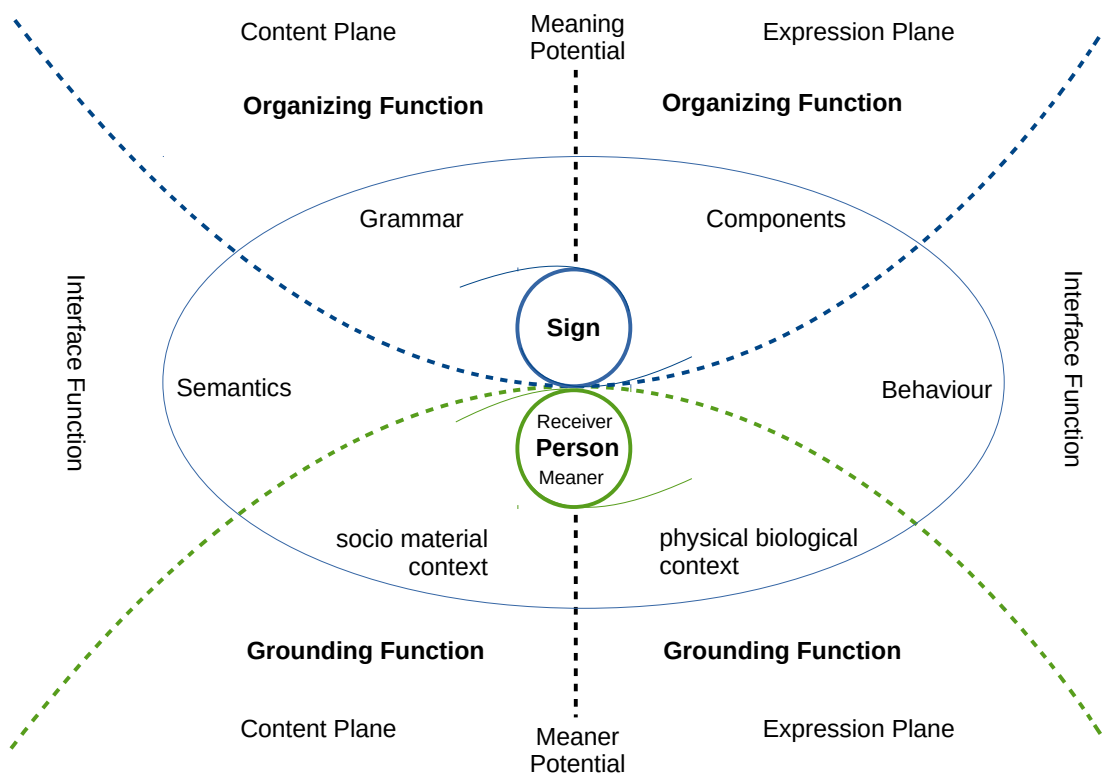 Content Plane
Meaning
Potential
Expression Plane
Organizing Function
Organizing Function
Grammar
Components
Interface Function
Interface Function
Sign
Semantics
Behaviour
Receiver
Person
Meaner
socio material
context
physical biological
context
Grounding Function
Grounding Function
Content Plane
Meaner
Potential
Expression Plane